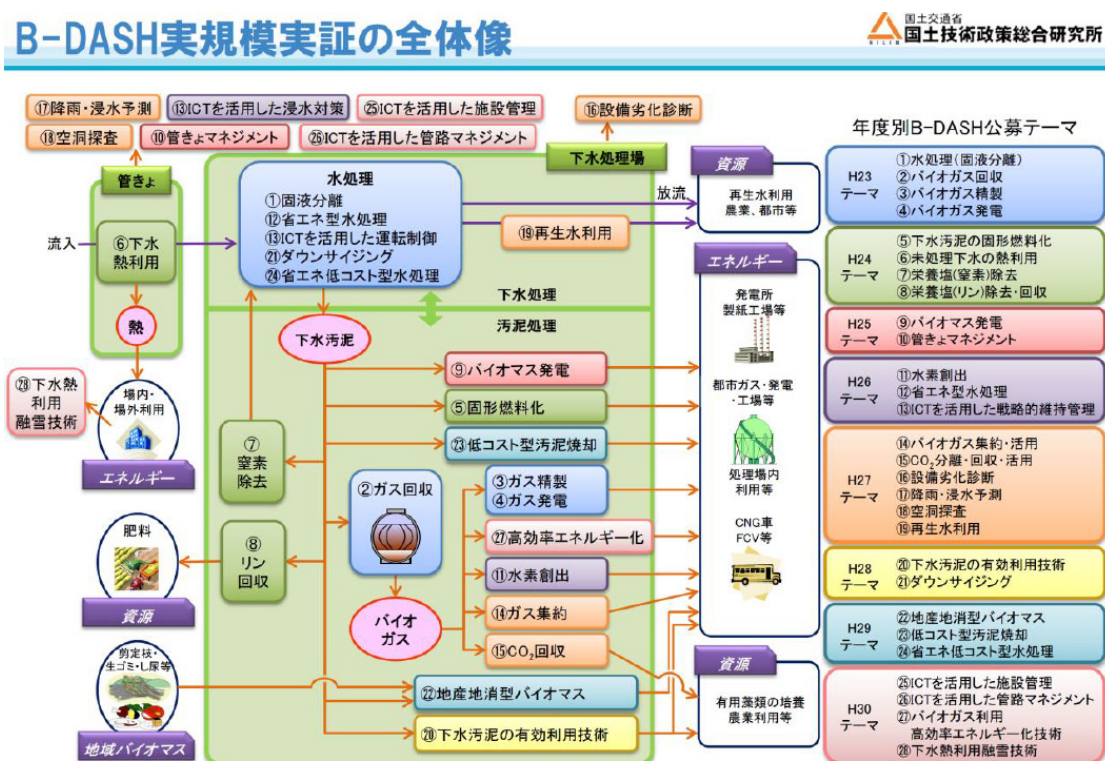 B-DASH実規模実証の全体像
国土交通省
国土技術政策総合研究所
NILIM
⑰降雨・浸水予測
⑬ICTを活用した浸水対策
㉕ICTを活用した施設管理
⑱空洞探査
⑩管きょマネジメント
㉖ICTを活用した管路マネジメント
⑯設備劣化診断
下水処理場
管きょ
流入
⑥下水
熱利用
熱
㉘下水熱
利用
融雪技術
場内・
場外利用
エネルギー
肥料
資源
剪定枝・
生ゴミ・し尿等
地域バイオマス
水処理
①固液分離
⑫省エネ型水処理
⑬ICTを活用した運転制御
㉑ダウンサイジング
㉔省エネ低コスト型水処理
放流
⑲再生水利用
下水処理
汚泥処理
下水汚泥
⑨バイオマス発電
⑤固形燃料化
㉓低コスト型汚泥焼却
⑦
窒素
除去
⑧
リン
回収
②ガス回収
バイオ
ガス
③ガス精製
④ガス発電
㉗高効率エネルギー化
⑪水素創出
⑭ガス集約
⑮CO₂回収
㉒地産地消型バイオマス
⑳下水汚泥の有効利用技術
資源
再生水利用
農業、都市等
エネルギー
発電所
製紙工場等
都市ガス・発電
・工場等
処理場内
利用等
CNG車
FCV等
資源
有用藻類の培養
農業利用等
年度別B-DASH公募テーマ
H23
テーマ
①水処理（固液分離）
②バイオガス回収
③バイオガス精製
④バイオガス発電
H24
テーマ
⑤下水汚泥の固形燃料化
⑥未処理下水の熱利用
⑦栄養塩(窒素)除去
⑧栄養塩(リン)除去・回収
H25
テーマ
⑨バイオマス発電
⑩管きょマネジメント
H26
テーマ
⑪水素創出
⑫省エネ型水処理
⑬ICTを活用した戦略的維持管理
H27
テーマ
⑭バイオガス集約・活用
⑮CO₂分離・回収・活用
⑯設備劣化診断
⑰降雨・浸水予測
⑱空洞探査
⑲再生水利用
H28
テーマ
⑳下水汚泥の有効利用技術
㉑ダウンサイジング
H29
テーマ
㉒地産地消型バイオマス
㉓低コスト型汚泥焼却
㉔省エネ低コスト型水処理
H30
テーマ
㉕ICTを活用した施設管理
㉖ICTを活用した管路マネジメント
㉗バイオガス利用
高効率エネルギー化技術
㉘下水熱利用融雪技術